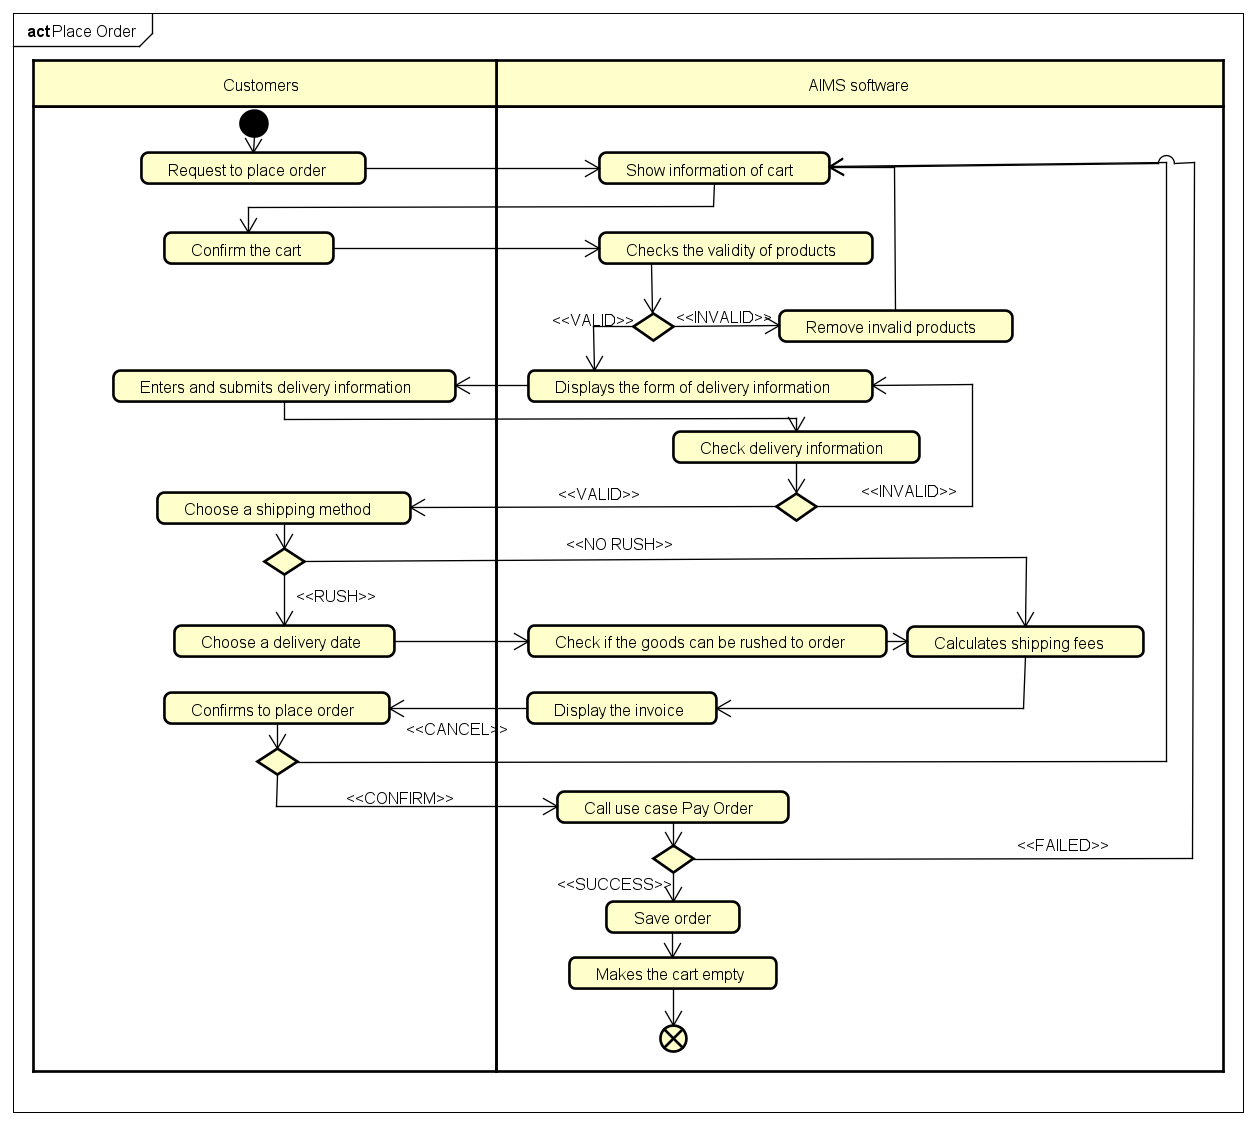 act Place Order
Customers
AIMS software
Request to place order
Show information of cart
Confirm the cart
Checks the validity of products
<<VALID>>
<<INVALID>>
Remove invalid products
Enters and submits delivery information
Displays the form of delivery information
Check delivery information
Choose a shipping method
<<VALID>>
<<INVALID>>
<<NO RUSH>>
<<RUSH>>
Choose a delivery date
Check if the goods can be rushed to order
Calculates shipping fees
Confirms to place order
Display the invoice
<<CANCEL>>
<<CONFIRM>>
Call use case Pay Order
<<FAILED>>
<<SUCCESS>>
Save order
Makes the cart empty